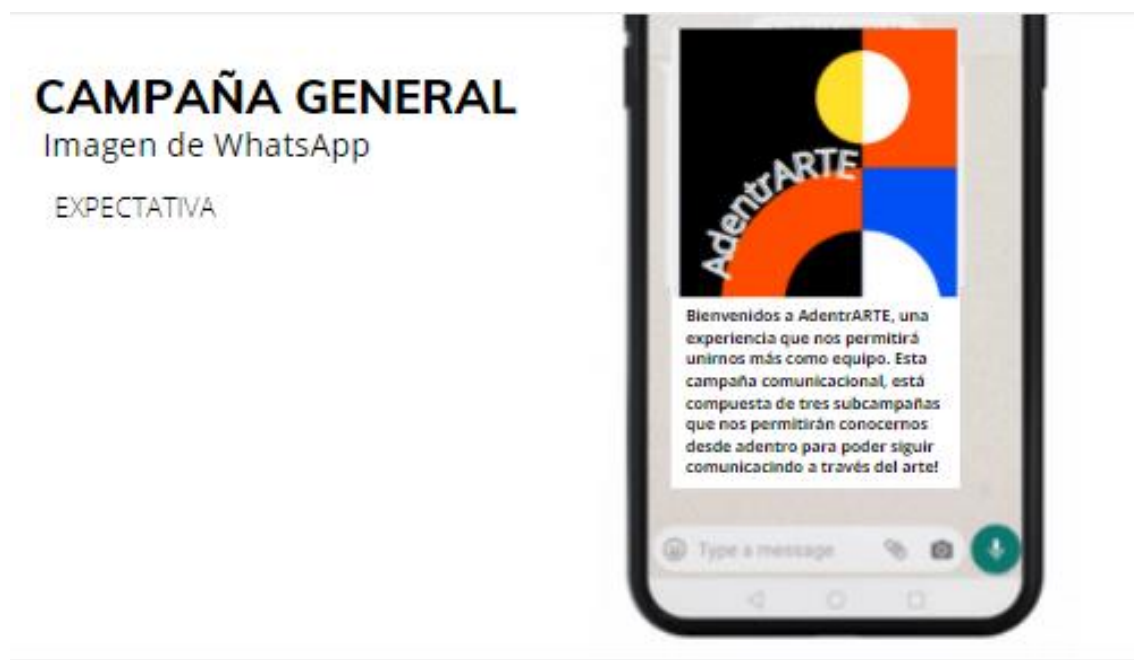 CAMPAÑA GENERAL
Imagen de WhatsApp
EXPECTATIVA
AdentrARTE
Bienvenidos a AdentrARTE, una
experiencia que nos permitirá
unirnos más como equipo. Esta
campaña comunicacional, está
compuesta de tres subcampañas
que nos permitirán conocernos
desde adentro para poder siguir
comunicacindo a través del arte!
Type a message